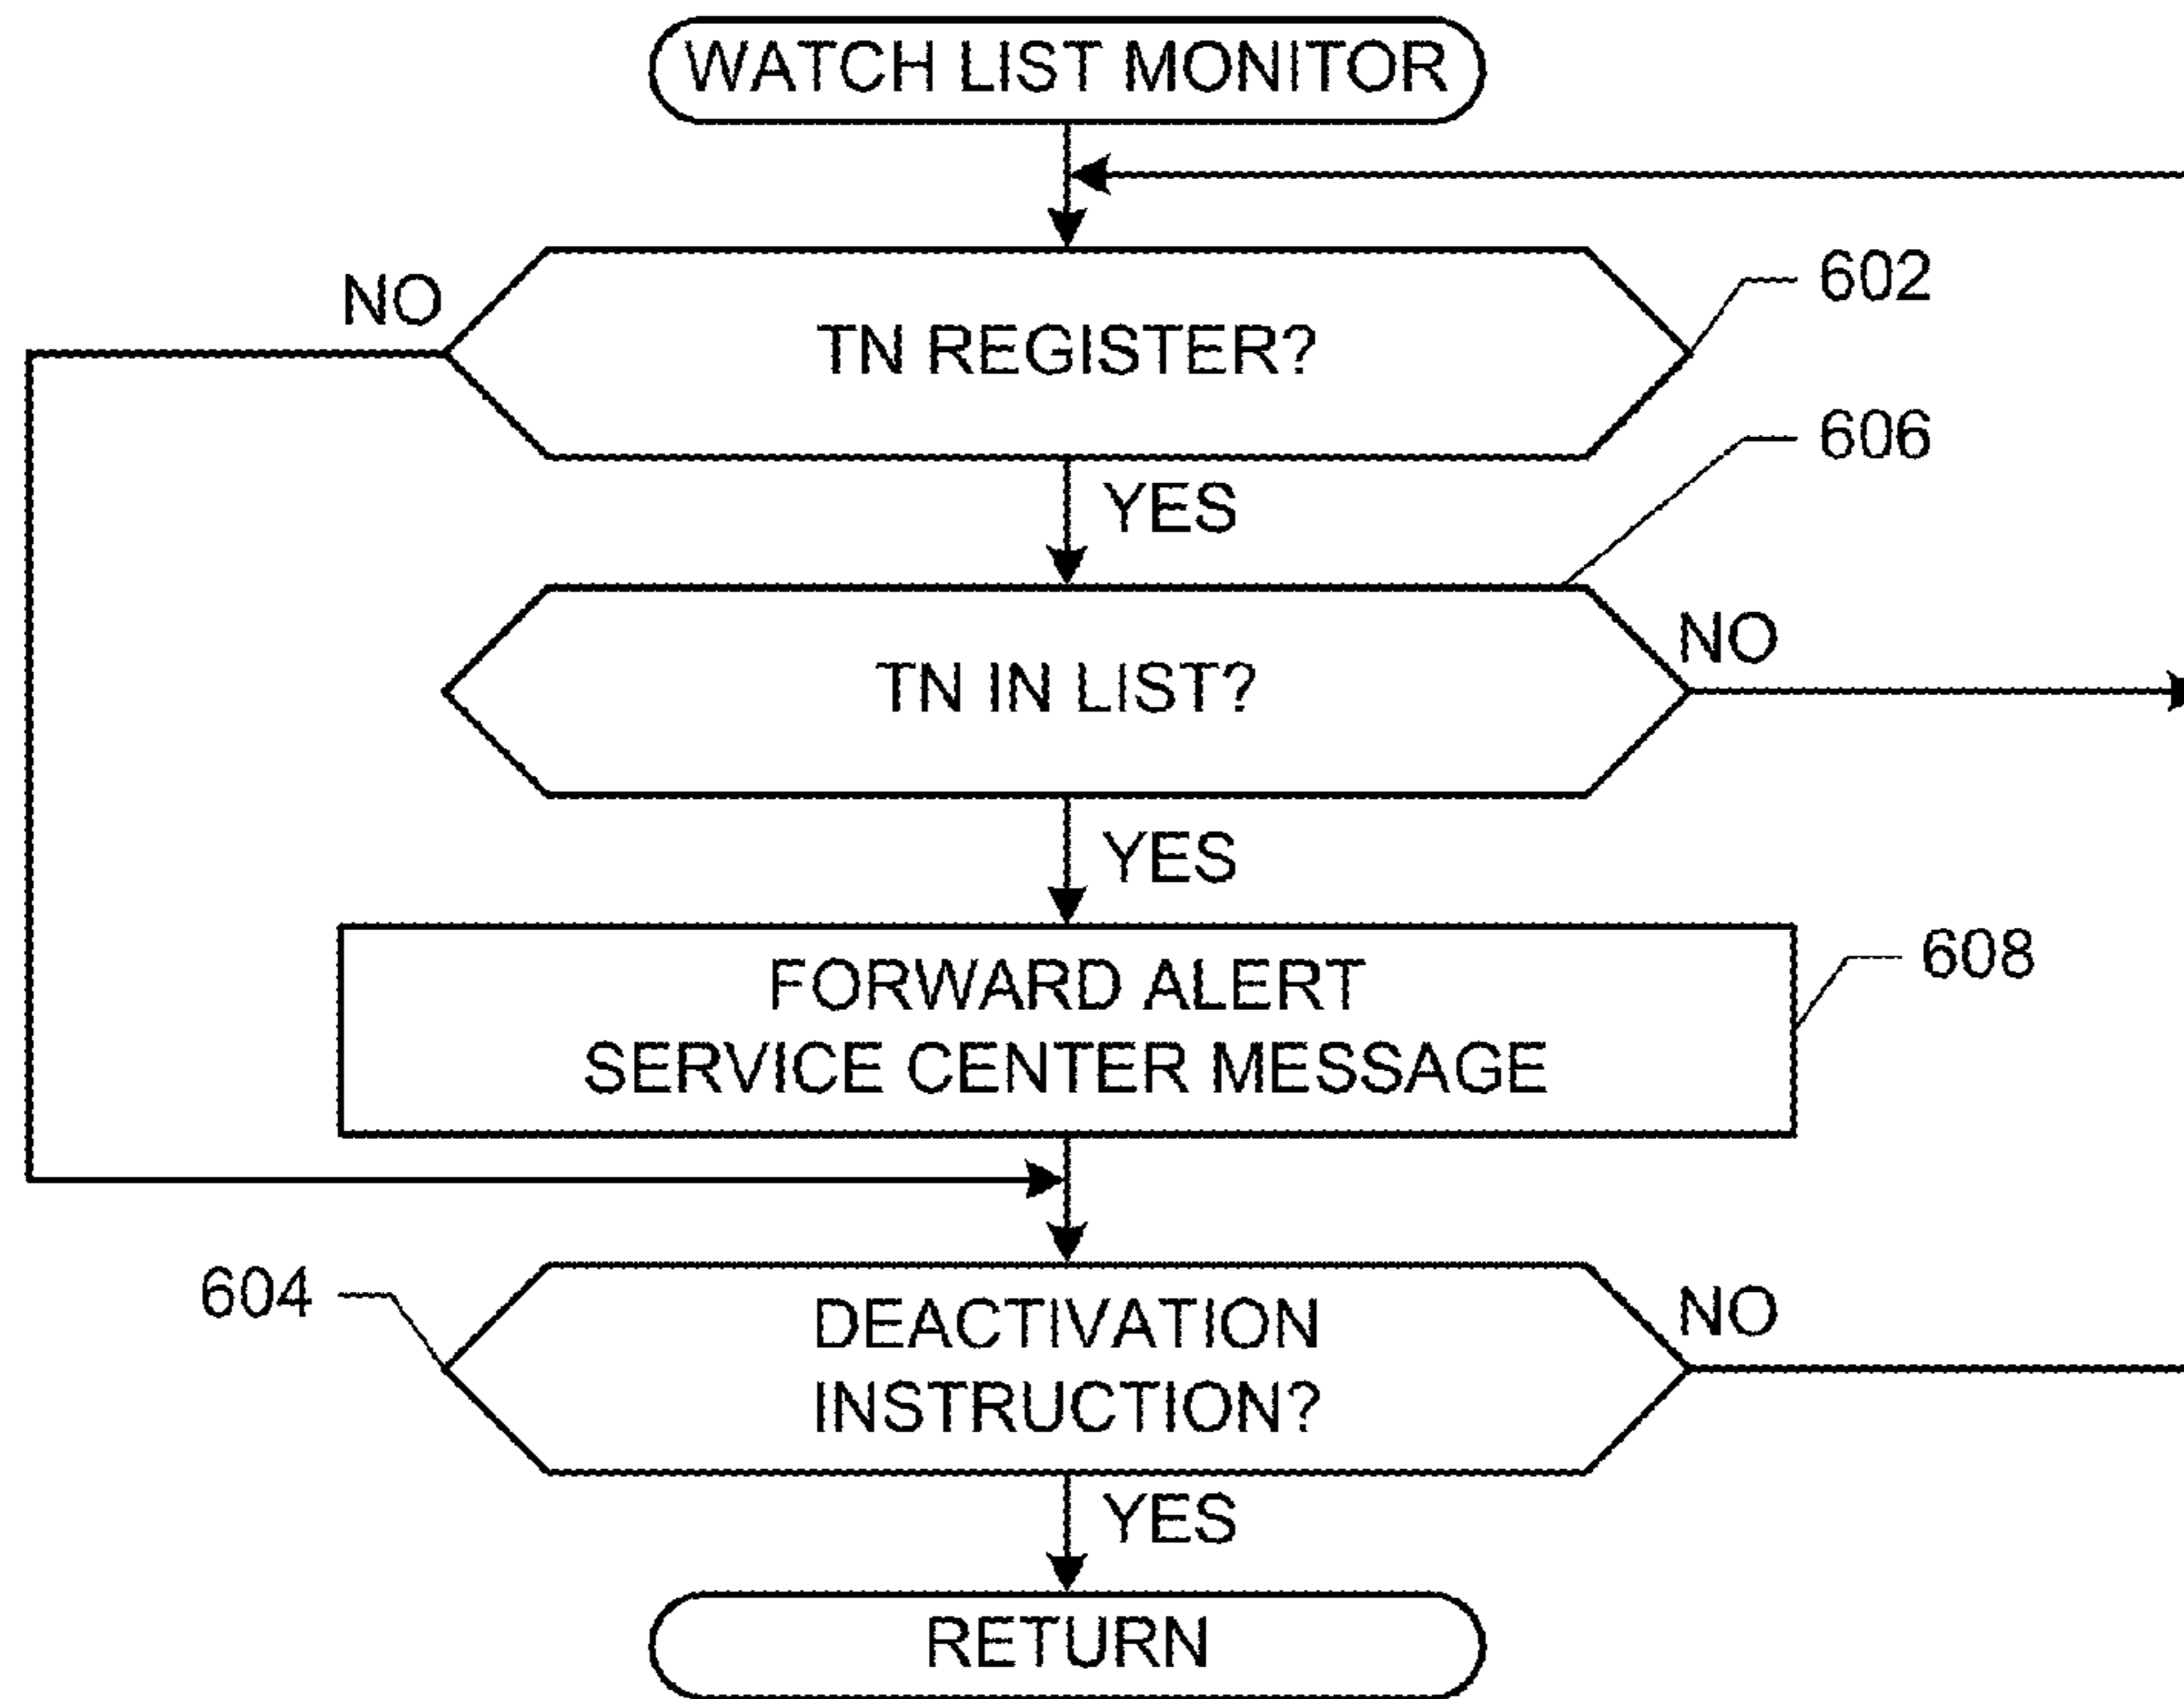 WATCH LIST MONITOR
NO
602
TN REGISTER?
606
YES
NO
TN IN LIST?
YES
FORWARD ALERT
608
SERVICE CENTER MESSAGE
604
NO
DEACTIVATION
INSTRUCTION?
YES
RETURN